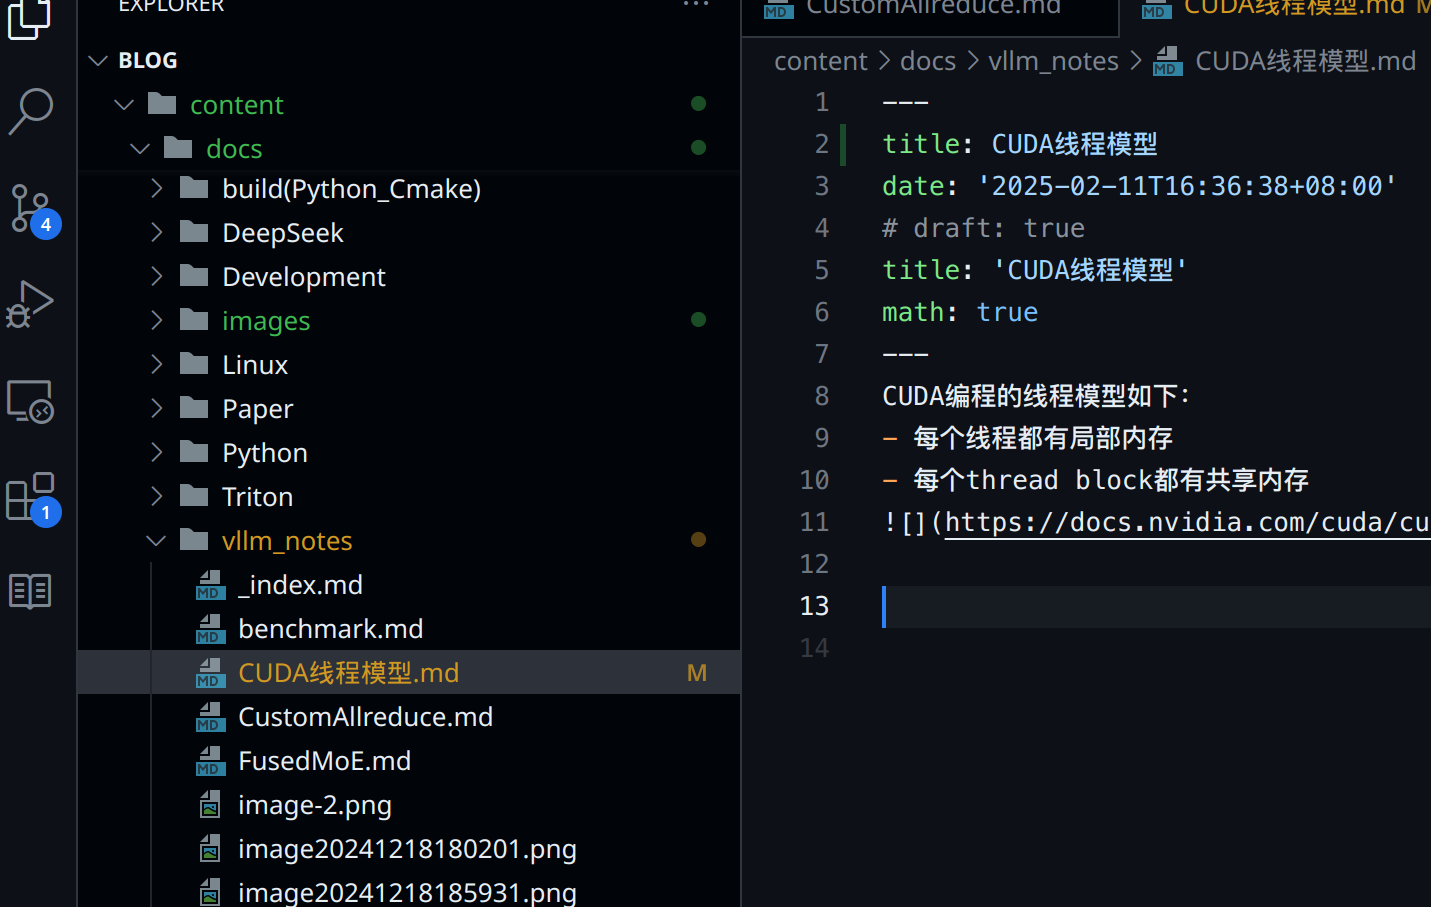 EXPLORER
BLOG
content
docs
build(Python_Cmake)
DeepSeek
Development
images
Linux
Paper
Python
Triton
vllm_notes
_index.md
benchmark.md
CUDA线程模型.md M
CustomAllreduce.md
FusedMoE.md
image-2.png
image20241218180201.png
image20241218185931.png
4
1
CustomAllreduce.md
CUDA线程模型.md M
content > docs > vllm_notes > CUDA线程模型.md
1 ---
2 title: CUDA线程模型
3 date: '2025-02-11T16:36:38+08:00'
4 # draft: true
5 title: 'CUDA线程模型'
6 math: true
7 ---
8 CUDA编程的线程模型如下:
9 - 每个线程都有局部内存
10 - 每个thread block都有共享内存
11 ![](https://docs.nvidia.com/cuda/cu
12
13
14